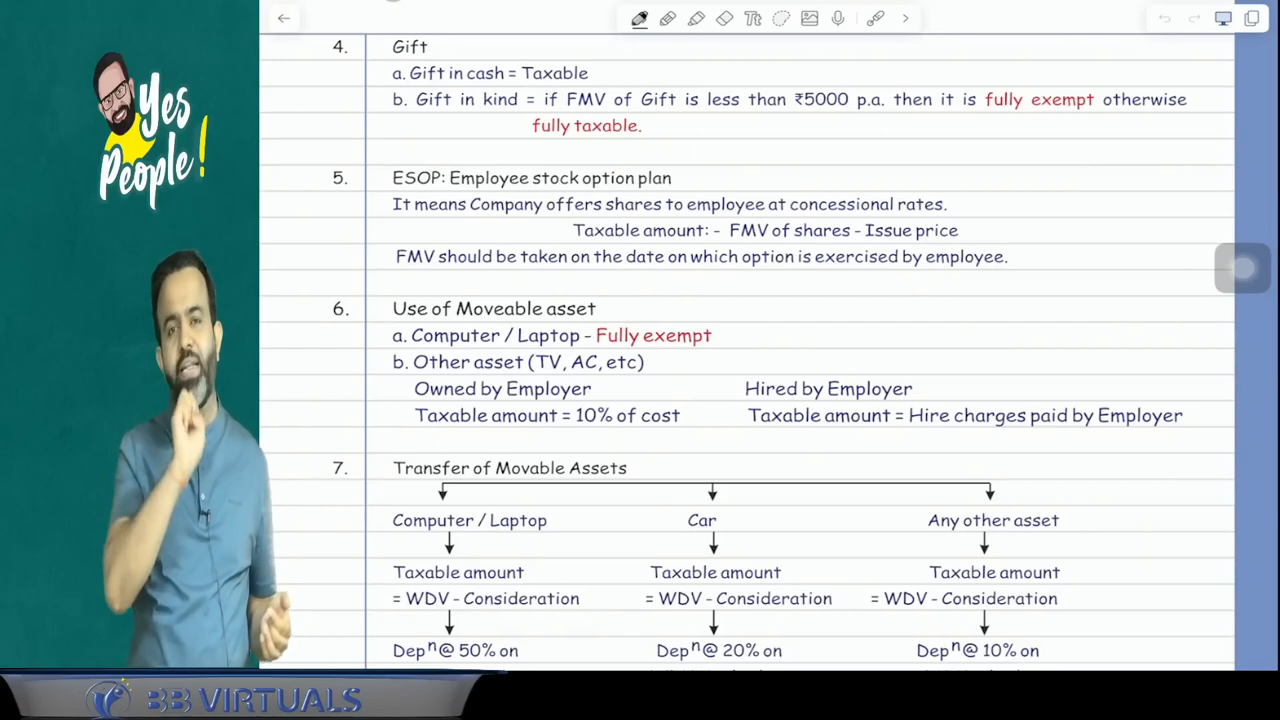 Yes
People!
4. Gift
a. Gift in cash = Taxable
b. Gift in kind = if FMV of Gift is less than ₹5000 p.a. then it is fully exempt otherwise
fully taxable.
5. ESOP: Employee stock option plan
It means Company offers shares to employee at concessional rates.
Taxable amount: - FMV of shares - Issue price
FMV should be taken on the date on which option is exercised by employee.
6. Use of Moveable asset
a. Computer / Laptop - Fully exempt
b. Other asset (TV, AC, etc)
Owned by Employer Hired by Employer
Taxable amount = 10% of cost Taxable amount = Hire charges paid by Employer
7. Transfer of Movable Assets
Computer / Laptop Car Any other asset
Taxable amount Taxable amount Taxable amount
= WDV - Consideration = WDV - Consideration = WDV - Consideration
Depⁿ@ 50% on Depⁿ@ 20% on Depⁿ@ 10% on
BB VIRTUALS